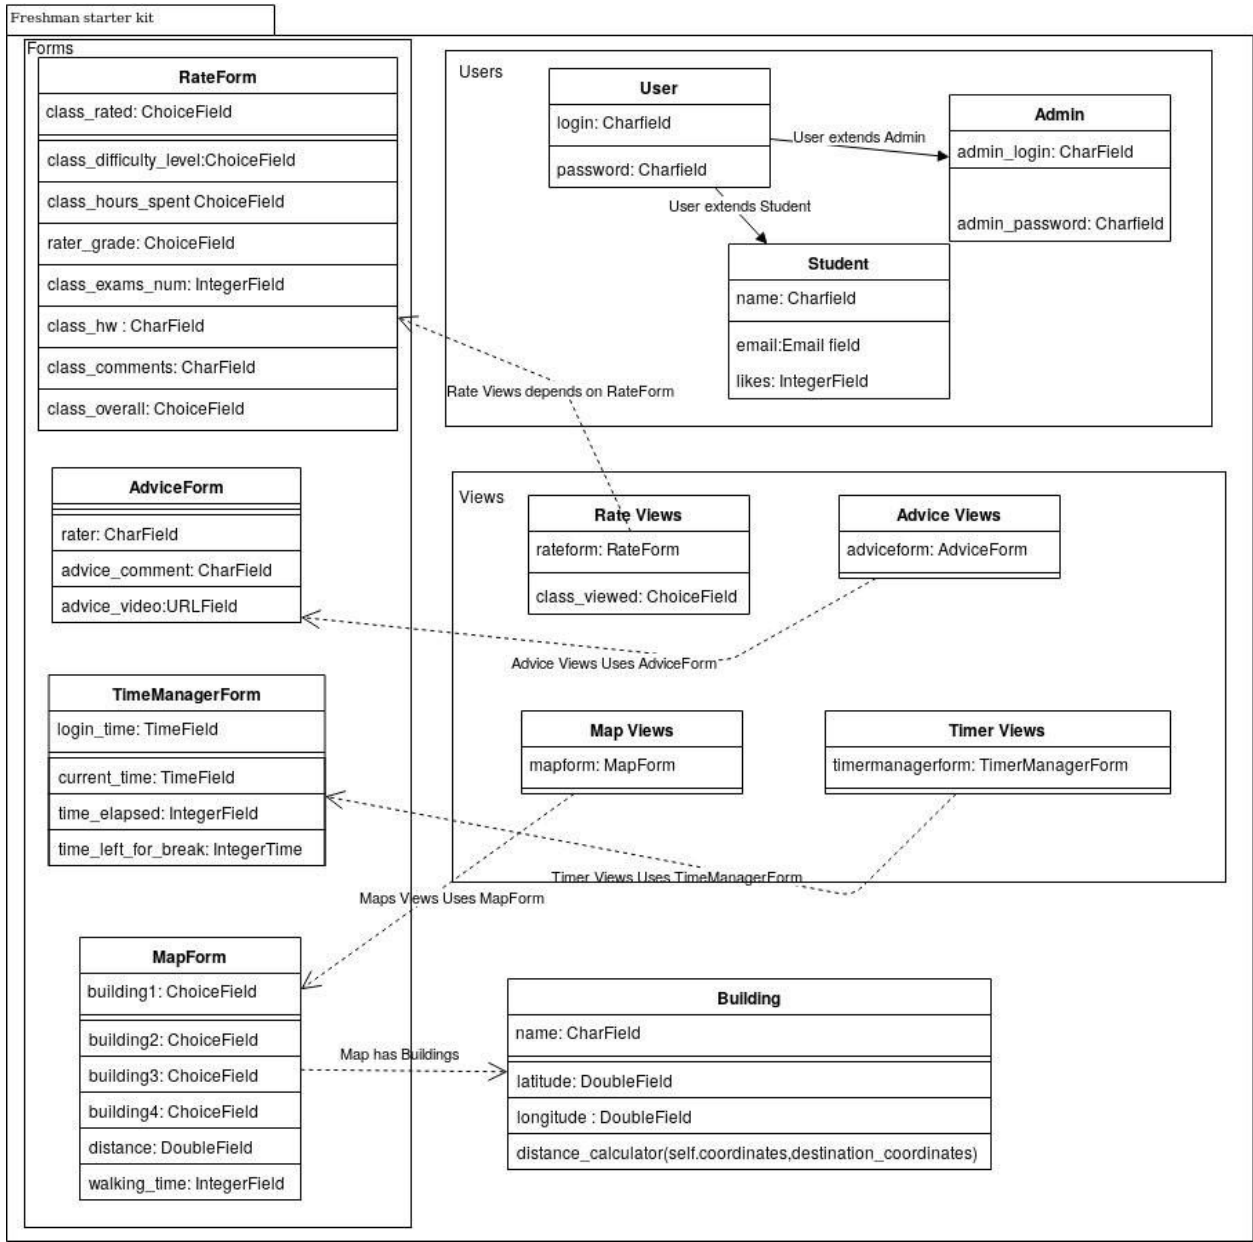 Freshman starter kit
Forms
RateForm
class_rated: ChoiceField
class_difficulty_level:ChoiceField
class_hours_spent ChoiceField
rater_grade: ChoiceField
class_exams_num: IntegerField
class_hw : CharField
class_comments: CharField
class_overall: ChoiceField
AdviceForm
rater: CharField
advice_comment: CharField
advice_video:URLField
TimeManagerForm
login_time: TimeField
current_time: TimeField
time_elapsed: IntegerField
time_left_for_break: IntegerTime
MapForm
building1: ChoiceField
building2: ChoiceField
building3: ChoiceField
building4: ChoiceField
distance: DoubleField
walking_time: IntegerField
Users
User
login: Charfield
password: Charfield
User extends Admin
Admin
admin_login: CharField
admin_password: Charfield
User extends Student
Student
name: Charfield
email:Email field
likes: IntegerField
Rate Views depends on RateForm
Views
Rate Views
rateform: RateForm
class_viewed: ChoiceField
Advice Views
adviceform: AdviceForm
Advice Views Uses AdviceForm
Map Views
mapform: MapForm
Timer Views
timermanagerform: TimerManagerForm
Timer Views Uses TimeManagerForm
Maps Views Uses MapForm
Map has Buildings
Building
name: CharField
latitude: DoubleField
longitude : DoubleField
distance_calculator(self.coordinates,destination_coordinates)